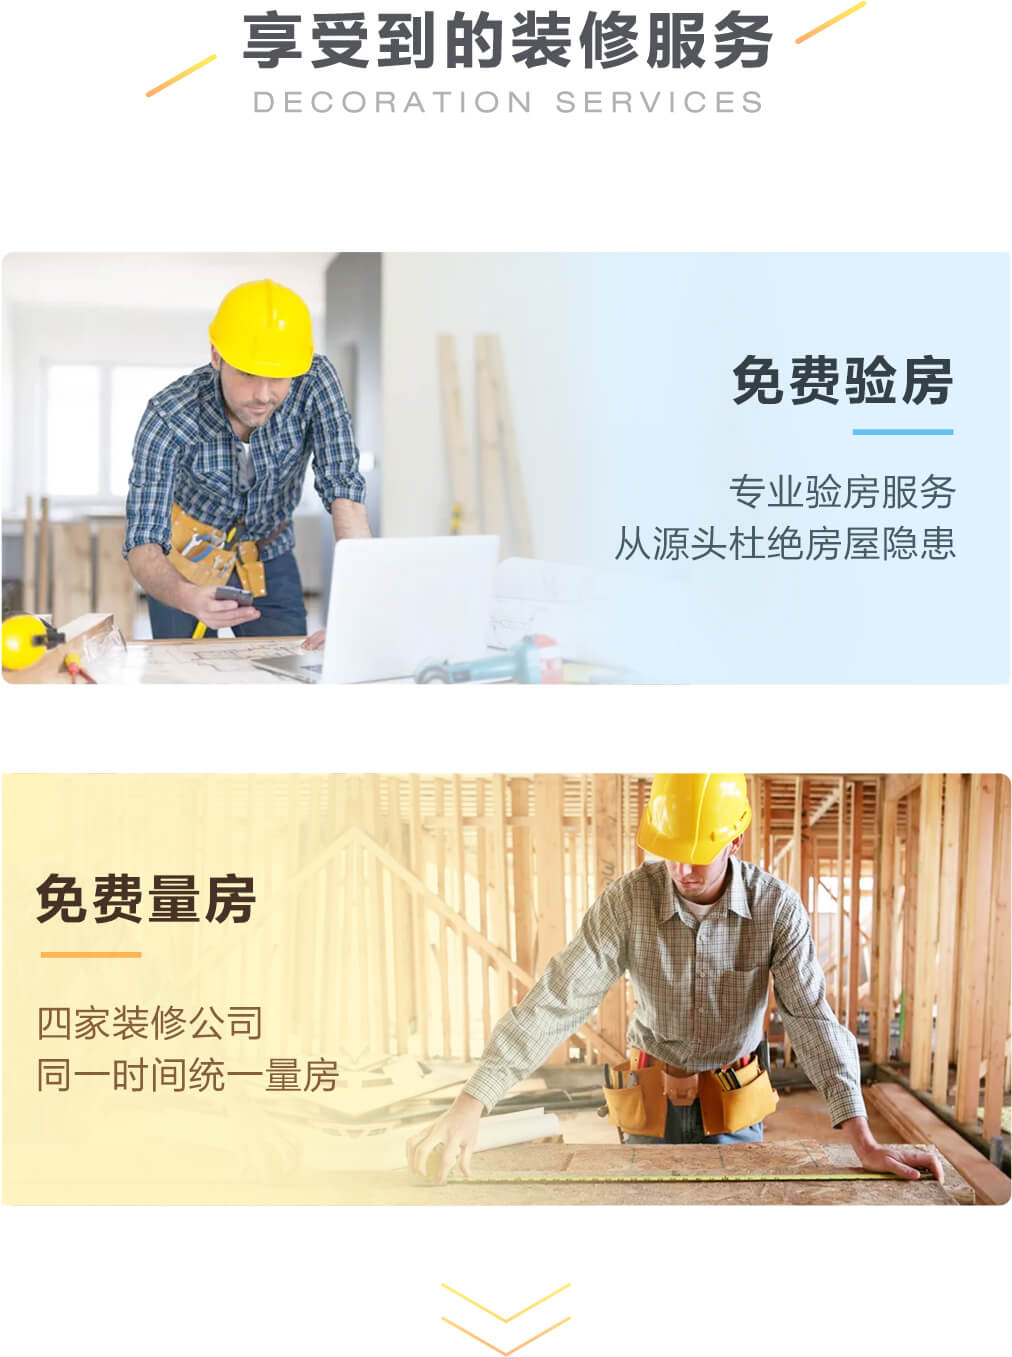 享受到的装修服务
DECORATION SERVICES
免费验房
专业验房服务
从源头杜绝房屋隐患
免费量房
四家装修公司
同一时间统一量房